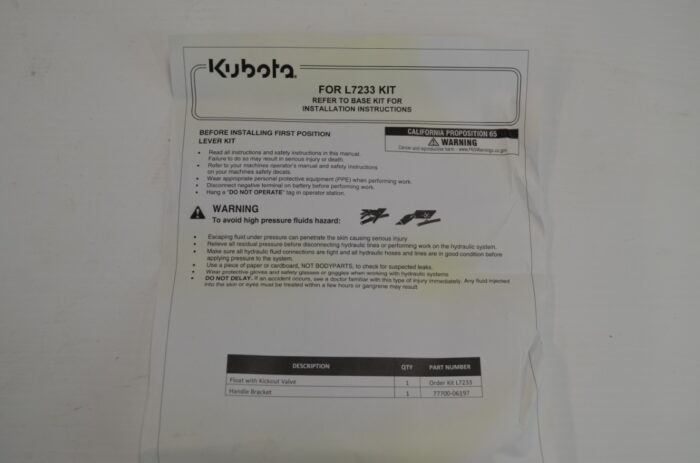 Kubota
FOR L7233 KIT
REFER TO BASE KIT FOR
INSTALLATION INSTRUCTIONS
BEFORE INSTALLING FIRST POSITION
LEVER KIT
CALIFORNIA PROPOSITION 65
WARNING
Cancer and reproductive harm - www.P65Warnings.ca.gov
• Read all instructions and safety instructions in this manual.
Failure to do so may result in serious injury or death.
• Refer to your machines operator's manual and safety instructions
on your machines safety decals.
• Wear appropriate personal protective equipment (PPE) when performing work.
• Disconnect negative terminal on battery before performing work.
• Hang a "DO NOT OPERATE" tag in operator station.
WARNING
To avoid high pressure fluids hazard:
• Escaping fluid under pressure can penetrate the skin causing serious injury
• Relieve all residual pressure before disconnecting hydraulic lines or performing work on the hydraulic system.
• Make sure all hydraulic fluid connections are tight and all hydraulic hoses and lines are in good condition before
applying pressure to the system.
• Use a piece of paper or cardboard, NOT BODYPARTS, to check for suspected leaks.
• Wear protective gloves and safety glasses or goggles when working with hydraulic systems
• DO NOT DELAY. If an accident occurs, see a doctor familiar with this type of injury immediately. Any fluid injected
into the skin or eyes must be treated within a few hours or gangrene may result
DESCRIPTION QTY PART NUMBER
Float with Kickout Valve 1 Order Kit L7233
Handle Bracket 1 77700-06197